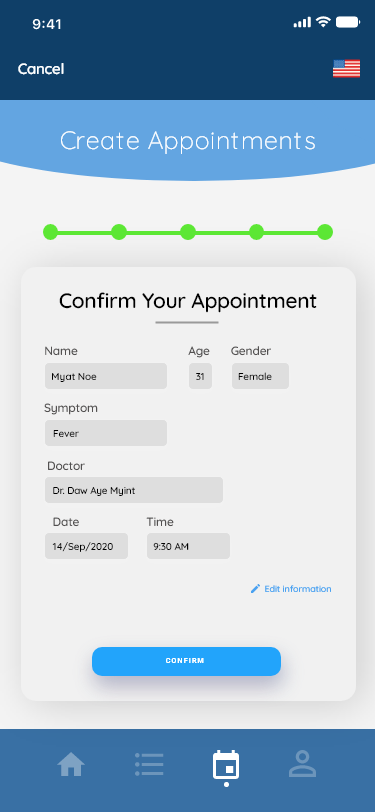 9:41
Cancel
Create Appointments
Confirm Your Appointment
Name Age Gender
Myat Noe 31 Female
Symptom
Fever
Doctor
Dr. Daw Aye Myint
Date Time
14/Sep/2020 9:30 AM
Edit information
CONFIRM